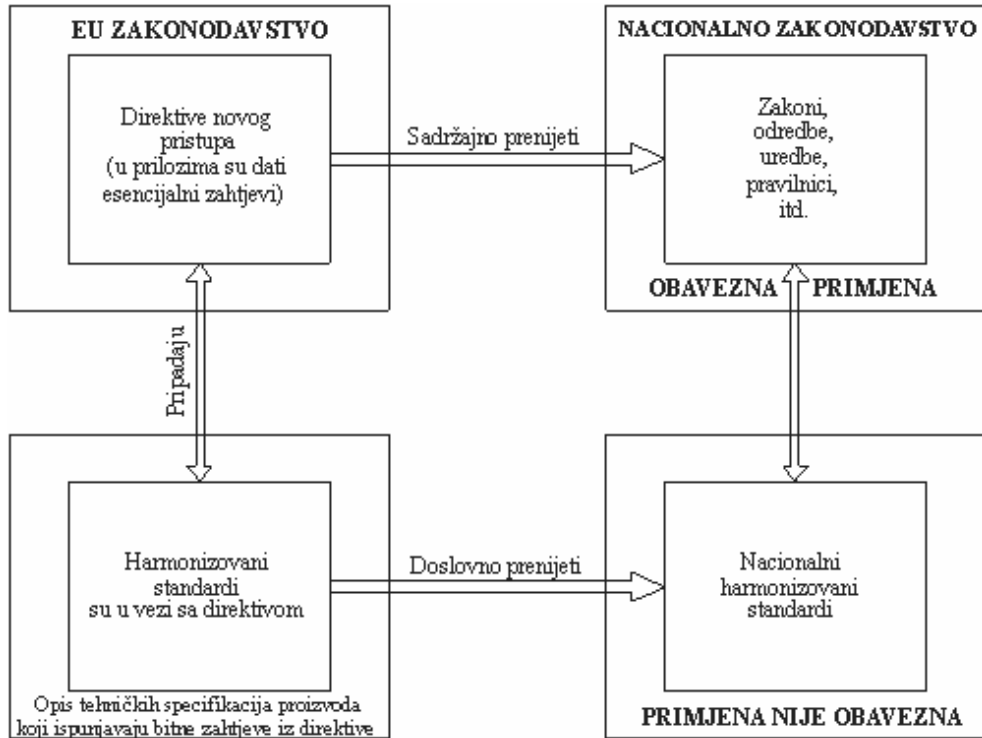 EU ZAKONODAVSTVO
Direktive novog
pristupa
(u prilozima su dati
esencijalni zahtjevi)
Sadržajno prenijeti
NACIONALNO ZAKONODAVSTVO
Zakoni,
odredbe,
uredbe,
pravilnici,
itd.
OBAVEZNA PRIMJENA
Pripadaju
Harmonizovani
standardi
su u vezi sa direktivom
Opis tehničkih specifikacija proizvoda
koji ispunjavaju bitne zahtjeve iz direktive
Doslovno prenijeti
Nacionalni
harmonizovani
standardi
PRIMJENA NIJE OBAVEZNA